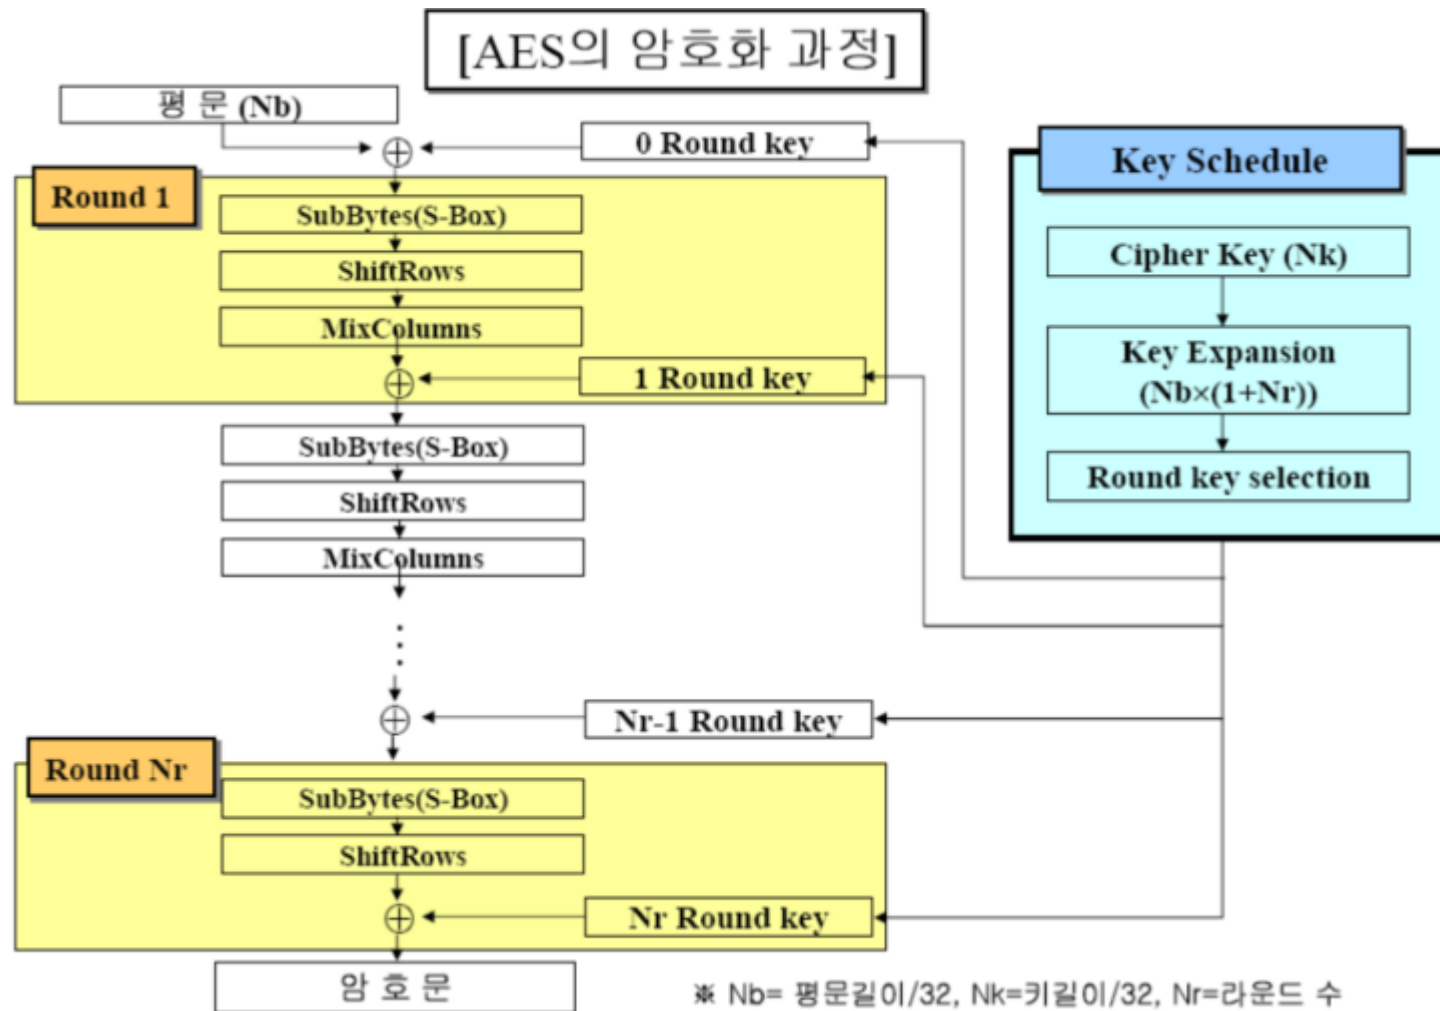 [AES의 암호화 과정]
평 문 (Nb)
0 Round key
Round 1
SubBytes(S-Box)
ShiftRows
MixColumns
1 Round key
SubBytes(S-Box)
ShiftRows
MixColumns
Nr-1 Round key
Round Nr
SubBytes(S-Box)
ShiftRows
Nr Round key
암 호 문
Key Schedule
Cipher Key (Nk)
Key Expansion
(Nb×(1+Nr))
Round key selection
※ Nb= 평문길이/32, Nk=키길이/32, Nr=라운드 수